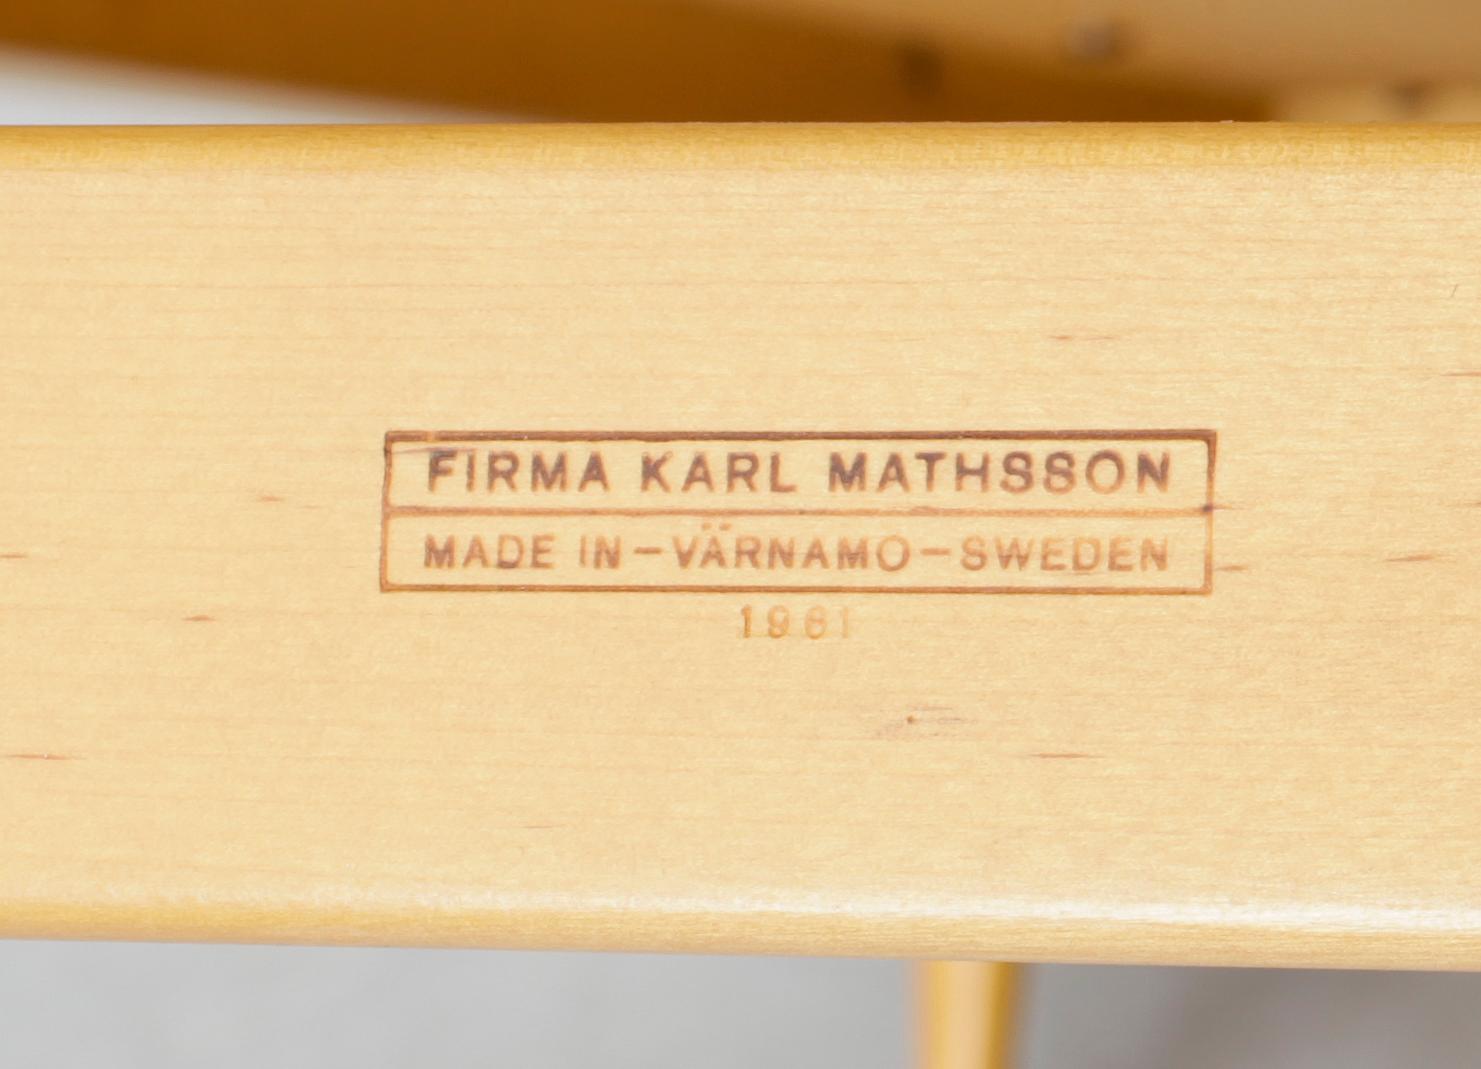 FIRMA KARL MATHSSON
MADE IN-VÄRNAMO-SWEDEN
1961